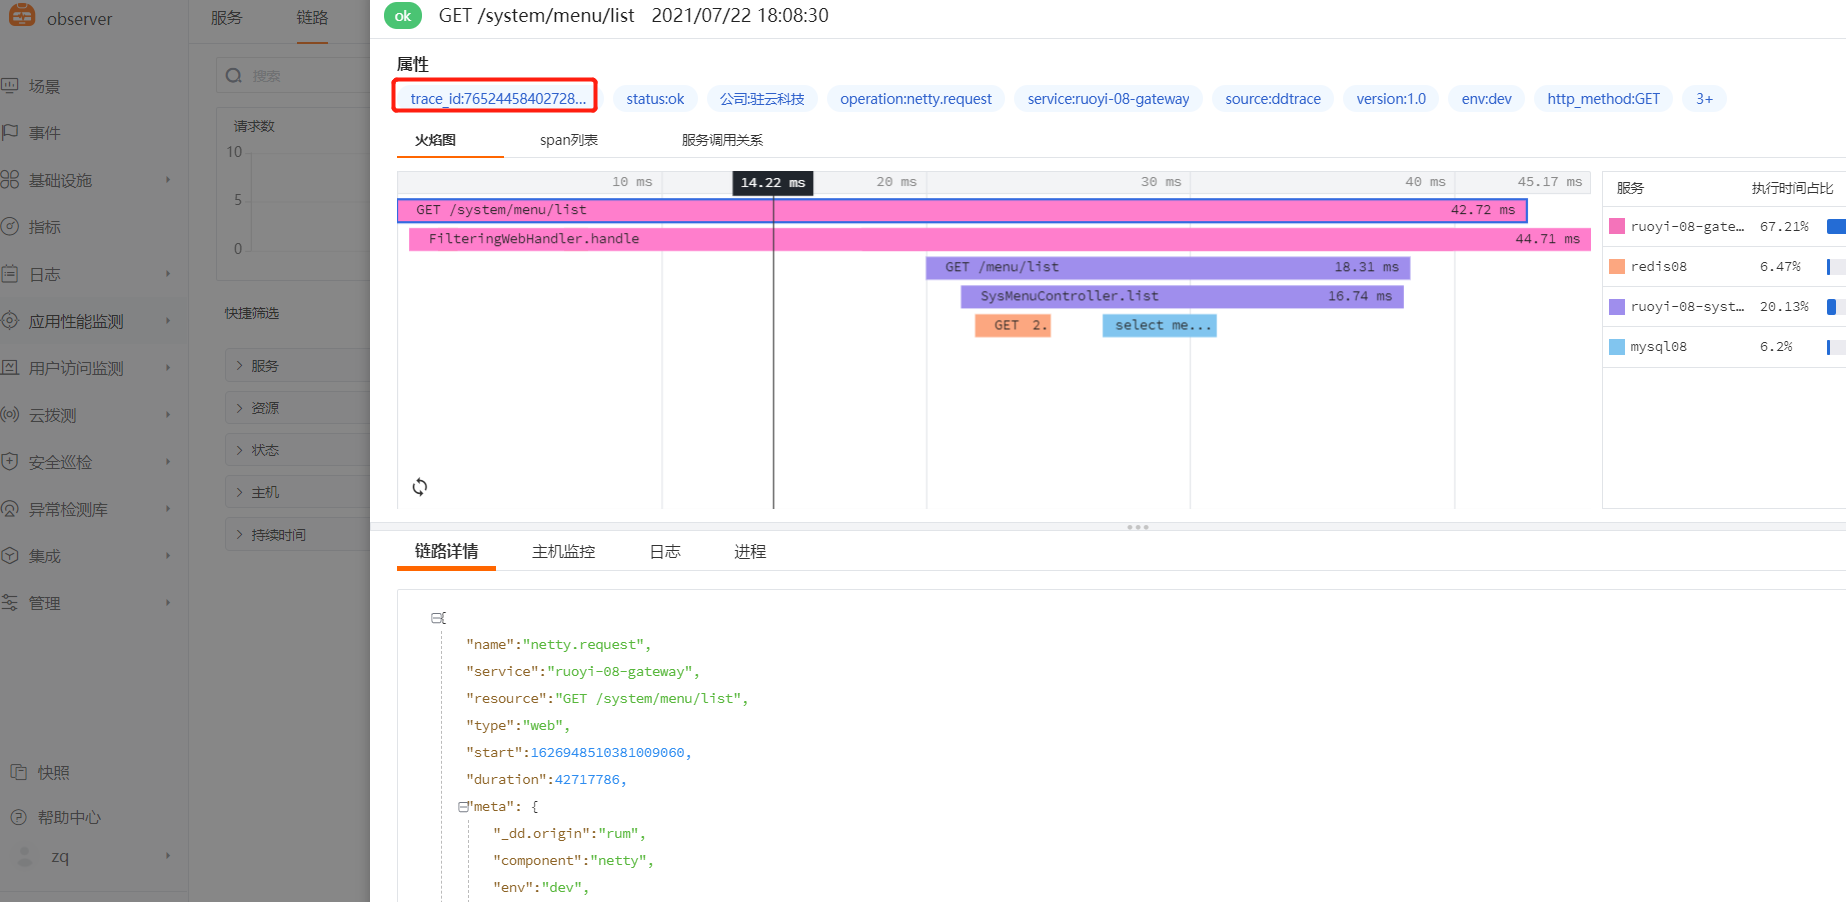 observer
场景
事件
基础设施
指标
日志
应用性能监测
用户访问监测
云拨测
安全巡检
异常检测库
集成
管理
快照
帮助中心
zq
服务 链路
搜索
请求数
10
5
0
快捷筛选
服务
资源
状态
主机
持续时间
ok GET /system/menu/list 2021/07/22 18:08:30
属性
trace_id:76524458402728... status:ok 公司:驻云科技 operation:netty.request service:ruoyi-08-gateway source:ddtrace version:1.0 env:dev http_method:GET 3+
火焰图 span列表 服务调用关系
10 ms 14.22 ms 20 ms 30 ms 40 ms 45.17 ms
GET /system/menu/list 42.72 ms
FilteringWebHandler.handle 44.71 ms
GET /menu/list 18.31 ms
SysMenuController.list 16.74 ms
GET 2. select me...
服务 执行时间占比
ruoyi-08-gate... 67.21%
redis08 6.47%
ruoyi-08-syst... 20.13%
mysql08 6.2%
链路详情 主机监控 日志 进程
{
"name":"netty.request",
"service":"ruoyi-08-gateway",
"resource":"GET /system/menu/list",
"type":"web",
"start":1626948510381009060,
"duration":42717786,
"meta": {
"_dd.origin":"rum",
"component":"netty",
"env":"dev",